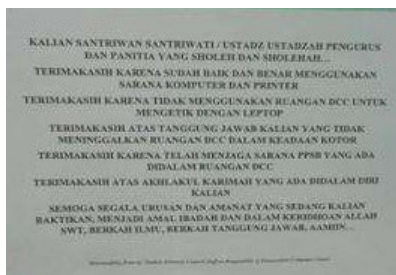 KALIAN SANTRIWAN SANTRIWATI / USTADZ USTADZAH PENGURUS
DAN PANITIA YANG SHOLEH DAN SHOLEHAH...
TERIMAKASIH KARENA SUDAH BAIK DAN BENAR MENGGUNAKAN
SARANA KOMPUTER DAN PRINTER
TERIMAKASIH KARENA TIDAK MENGGUNAKAN RUANGAN DCC UNTUK
MENGETIK DENGAN LEPTOP
TERIMAKASIH ATAS TANGGUNG JAWAB KALIAN YANG TIDAK
MENINGGALKAN RUANGAN DCC DALAM KEADAAN KOTOR
TERIMAKASIH KARENA TELAH MENJAGA SARANA PPSB YANG ADA
DIDALAM RUANGAN DCC
TERIMAKASIH ATAS AKHLAKUL KARIMAH YANG ADA DIDALAM DIRI
KALIAN
SEMOGA SEGALA URUSAN DAN AMANAT YANG SEDANG KALIAN
BAKTIKAN, MENJADI AMAL IBADAH DAN DALAM KERIDHOAN ALLAH
SWT, BERKAH ILMU, BERKAH TANGGUNG JAWAB, AAMIIN...